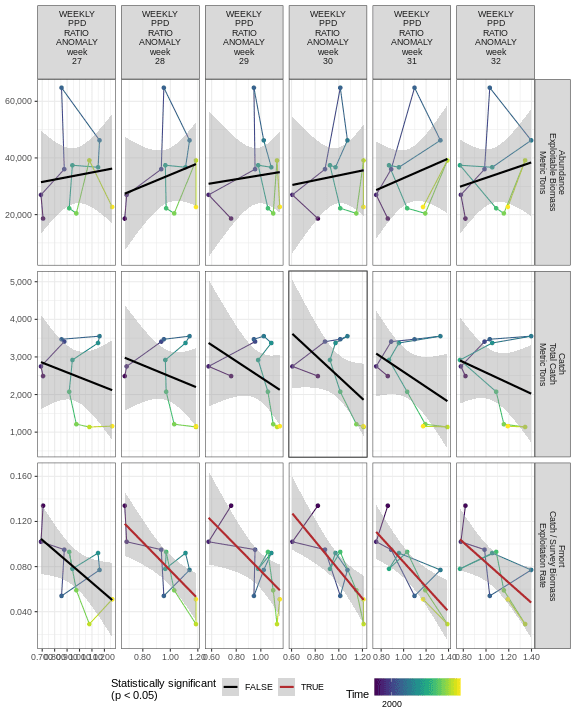 WEEKLY WEEKLY WEEKLY WEEKLY WEEKLY WEEKLY
PPD PPD PPD PPD PPD PPD
RATIO RATIO RATIO RATIO RATIO RATIO
ANOMALY ANOMALY ANOMALY ANOMALY ANOMALY ANOMALY
week week week week week week
27 28 29 30 31 32
60,000
40,000
20,000
Abundance
Exploitable Biomass
Metric Tons
5,000
4,000
3,000
2,000
1,000
Catch
Total Catch
Metric Tons
0.160
0.120
0.080
0.040
Fmort
Catch / Survey Biomass
Exploitation Rate
0.80 1.00 1.20 0.60 0.80 1.00 0.60 0.80 1.00 1.20 0.80 1.00 1.20 1.40 0.80 1.00 1.20 1.40
Statistically significant
(p < 0.05)
FALSE TRUE
Time
2000